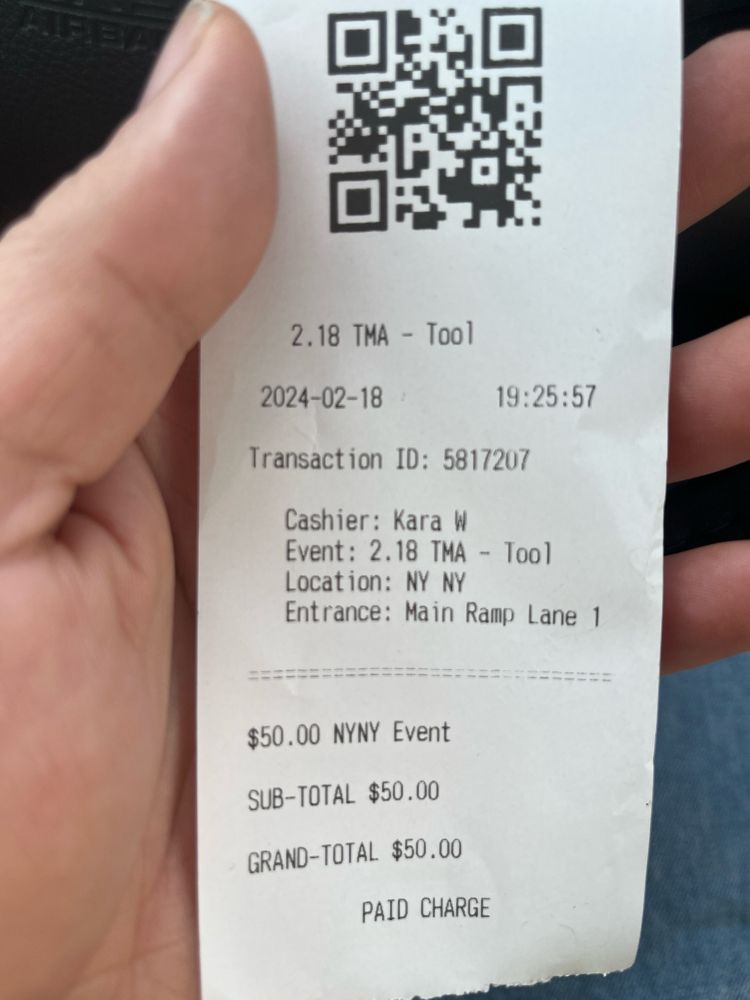 AIRBAG
2.18 TMA - Tool
2024-02-18 19:25:57
Transaction ID: 5817207
Cashier: Kara W
Event: 2.18 TMA - Tool
Location: NY NY
Entrance: Main Ramp Lane 1
$50.00 NYNY Event
SUB-TOTAL $50.00
GRAND-TOTAL $50.00
PAID CHARGE